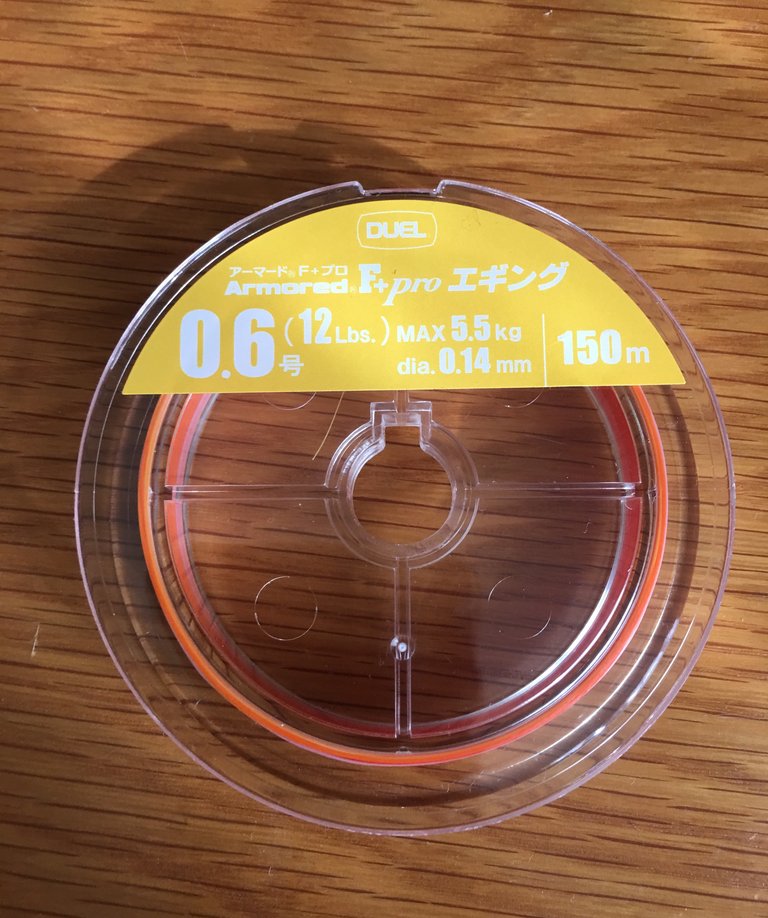 DUEL
アーマード® F+プロ
Armored® F+pro エギング
0.6号 (12Lbs.) MAX 5.5kg
dia. 0.14mm
150m